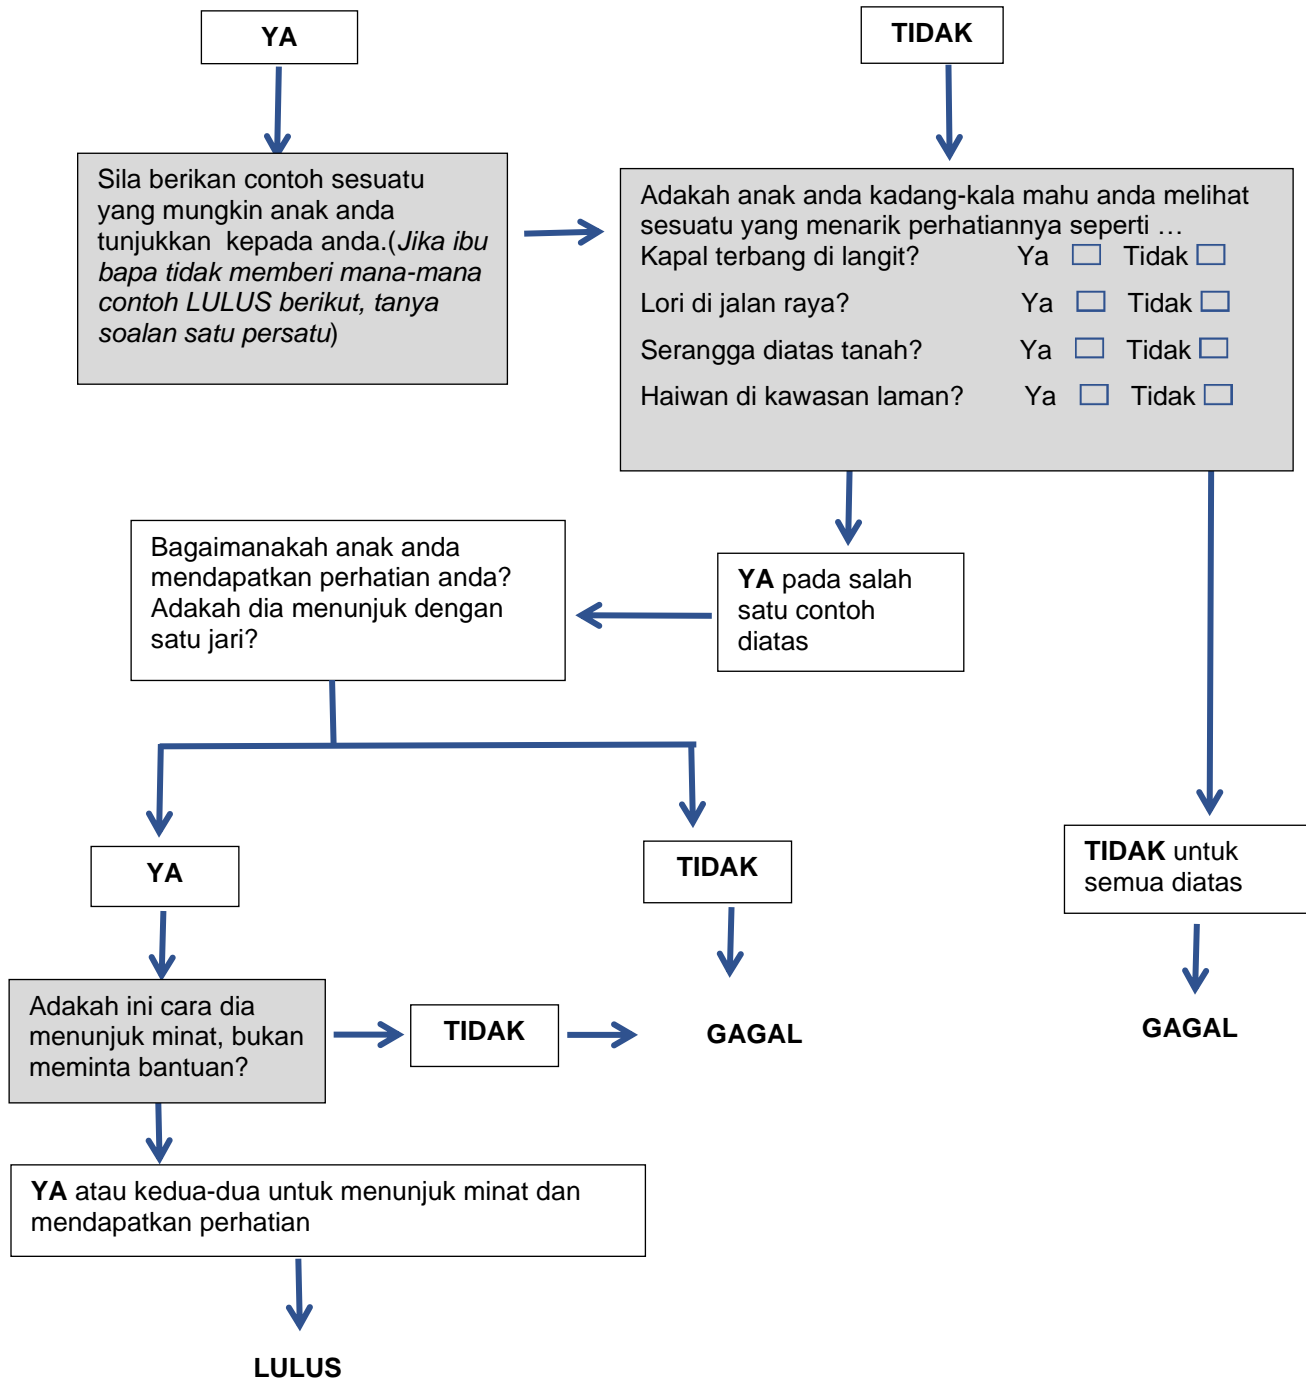 YA
TIDAK
Sila berikan contoh sesuatu
yang mungkin anak anda
tunjukkan kepada anda.(Jika ibu
bapa tidak memberi mana-mana
contoh LULUS berikut, tanya
soalan satu persatu)
Adakah anak anda kadang-kala mahu anda melihat
sesuatu yang menarik perhatiannya seperti …
Kapal terbang di langit? Ya Tidak
Lori di jalan raya? Ya Tidak
Serangga diatas tanah? Ya Tidak
Haiwan di kawasan laman? Ya Tidak
Bagaimanakah anak anda
mendapatkan perhatian anda?
Adakah dia menunjuk dengan
satu jari?
YA pada salah
satu contoh
diatas
YA
TIDAK
TIDAK untuk
semua diatas
Adakah ini cara dia
menunjuk minat, bukan
meminta bantuan?
TIDAK
GAGAL
GAGAL
YA atau kedua-dua untuk menunjuk minat dan
mendapatkan perhatian
LULUS